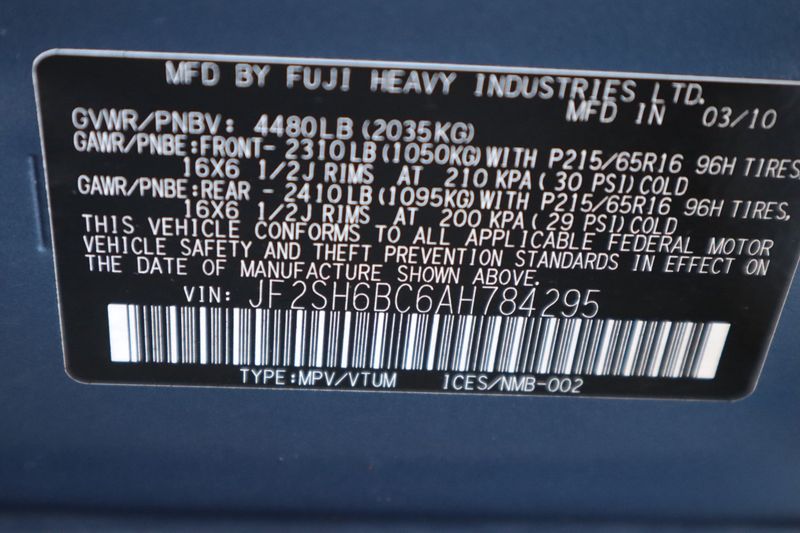 MFD BY FUJI HEAVY INDUSTRIES LTD.
MFD IN 03/10
GVWR/PNBV: 4480LB(2035KG)
GAWR/PNBE:FRONT- 2310LB(1050KG)WITH P215/65R16 96H TIRES,
16X6 1/2J RIMS AT 210 KPA( 30 PSI)COLD
GAWR/PNBE:REAR - 2410LB(1095KG)WITH P215/65R16 96H TIRES,
16X6 1/2J RIMS AT 200 KPA( 29 PSI)COLD
THIS VEHICLE CONFORMS TO ALL APPLICABLE FEDERAL MOTOR
VEHICLE SAFETY AND THEFT PREVENTION STANDARDS IN EFFECT ON
THE DATE OF MANUFACTURE SHOWN ABOVE.
VIN: JF2SH6BC6AH784295
TYPE:MPV/VTUM 1CES/NMB-002